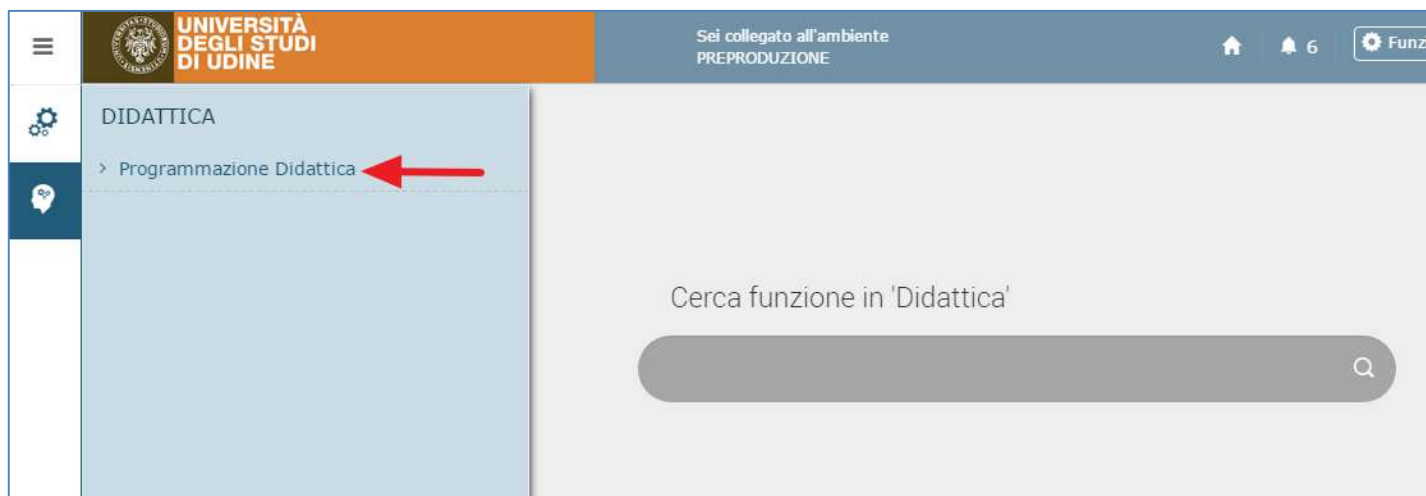 UNIVERSITÀ
DEGLI STUDI
DI UDINE
Sei collegato all'ambiente
PREPRODUZIONE
6
Funz
DIDATTICA
> Programmazione Didattica
Cerca funzione in 'Didattica'